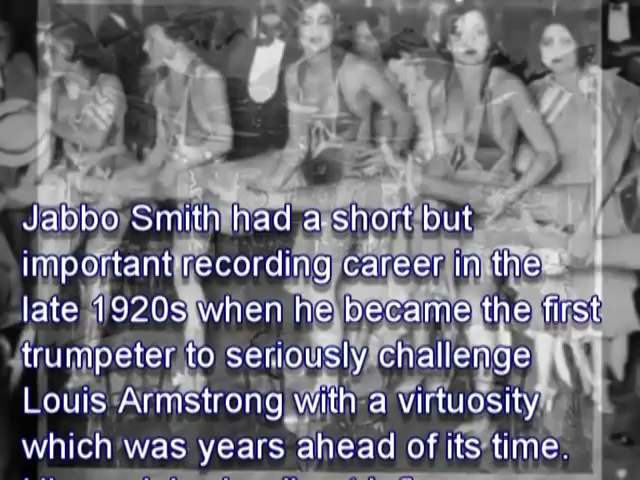 Jabbo Smith had a short but
important recording career in the
late 1920s when he became the first
trumpeter to seriously challenge
Louis Armstrong with a virtuosity
which was years ahead of its time.